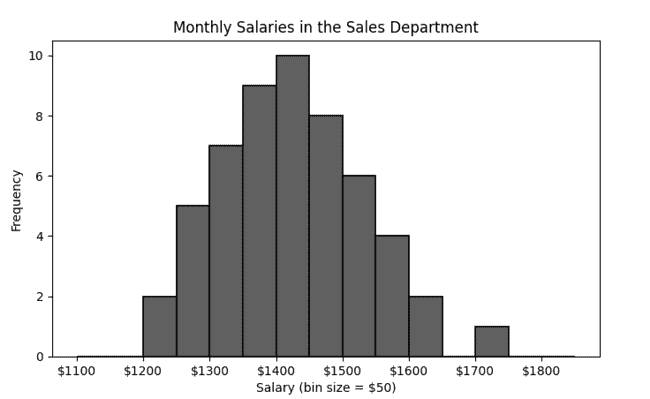 Monthly Salaries in the Sales Department
10
8
6
4
2
0
Frequency
$1100 $1200 $1300 $1400 $1500 $1600 $1700 $1800
Salary (bin size = $50)